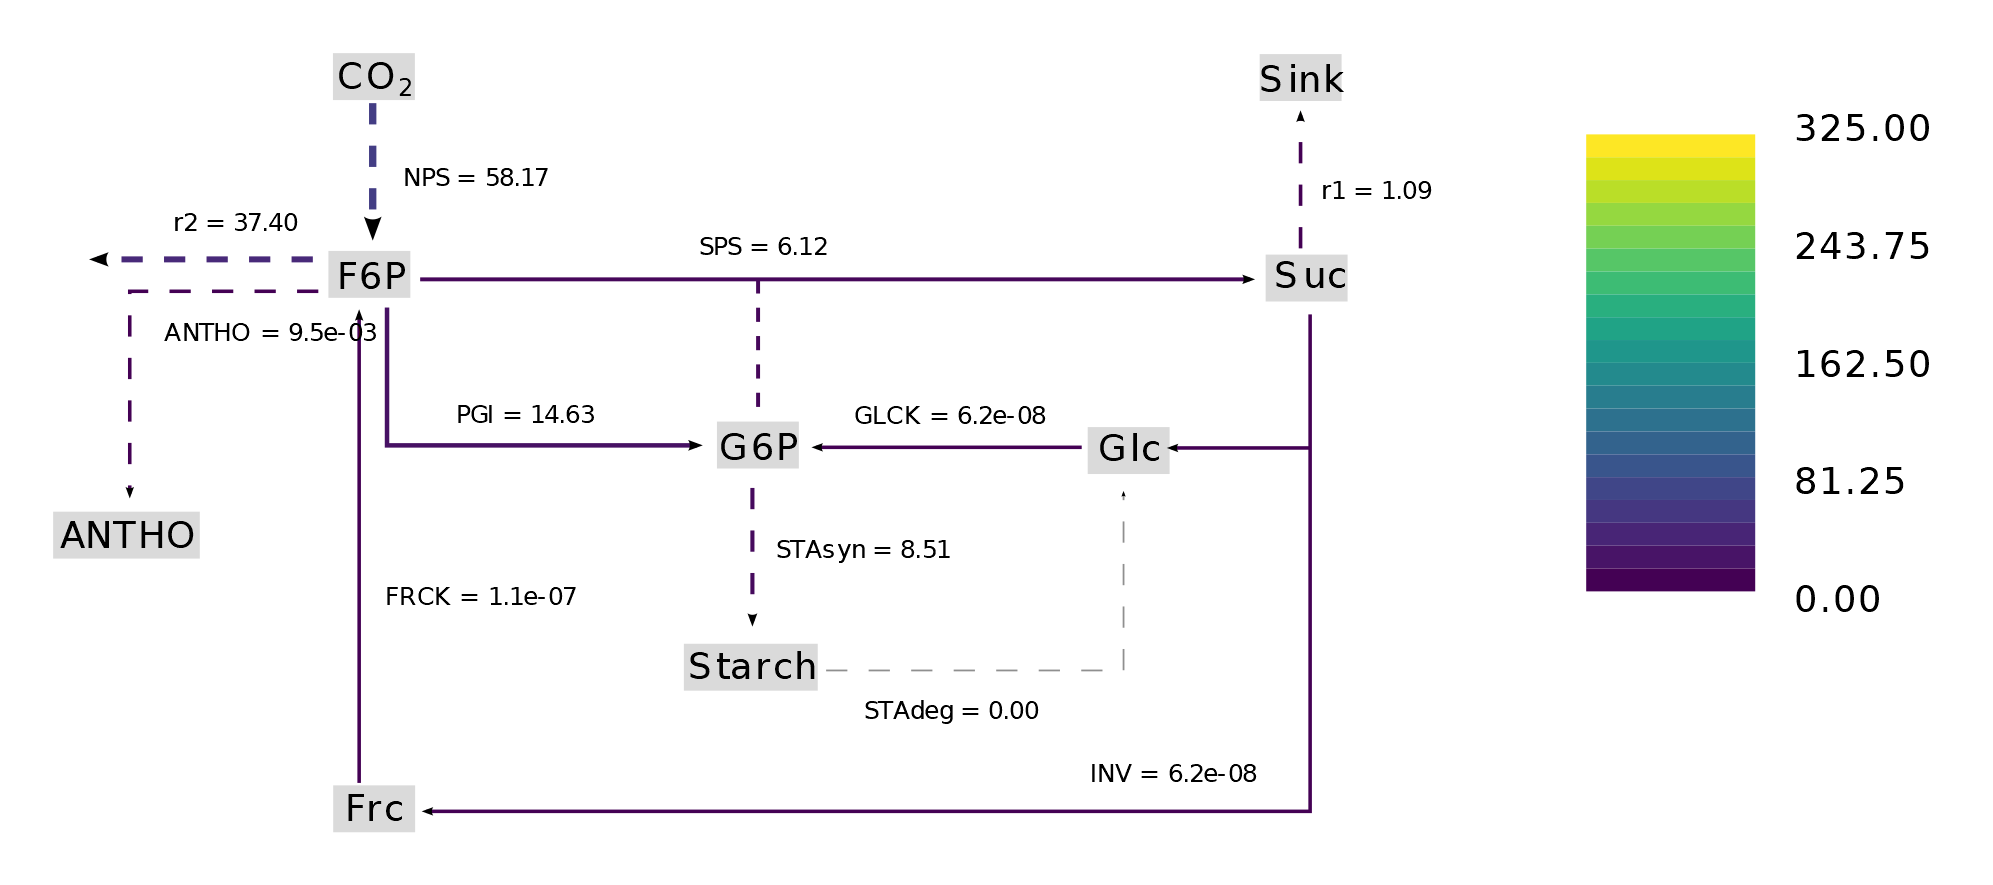 CO₂
Sink
325.00
NPS = 58.17
r1 = 1.09
r2 = 37.40
SPS = 6.12
243.75
F6P
Suc
ANTHO = 9.5e-03
162.50
PGI = 14.63
GLCK = 6.2e-08
G6P
Glc
81.25
ANTHO
STAsyn = 8.51
FRCK = 1.1e-07
0.00
Starch
STAdeg = 0.00
INV = 6.2e-08
Frc